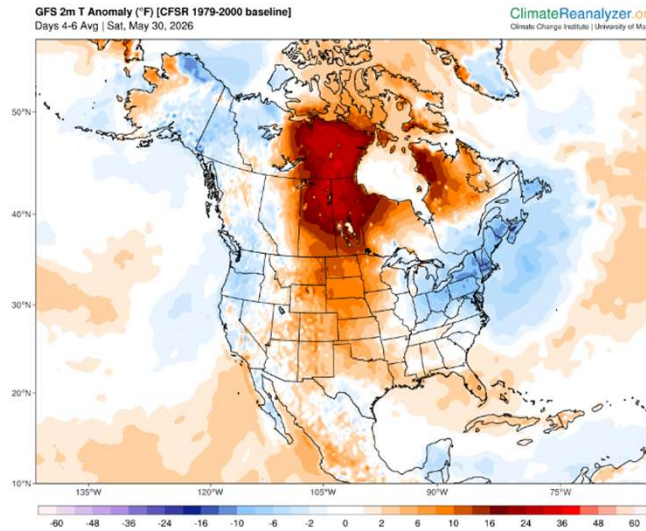 GFS 2m T Anomaly (°F) [CFSR 1979-2000 baseline]
ClimateReanalyzer.or
Days 4-6 Avg | Sat, May 30, 2026
Climate Change Institute | University of Ma
50°N
40°N
30°N
20°N
10°N
135°W 120°W 105°W 90°W 75°W
-60 -48 -36 -24 -16 -10 -6 -2 0 2 6 10 16 24 36 48 60